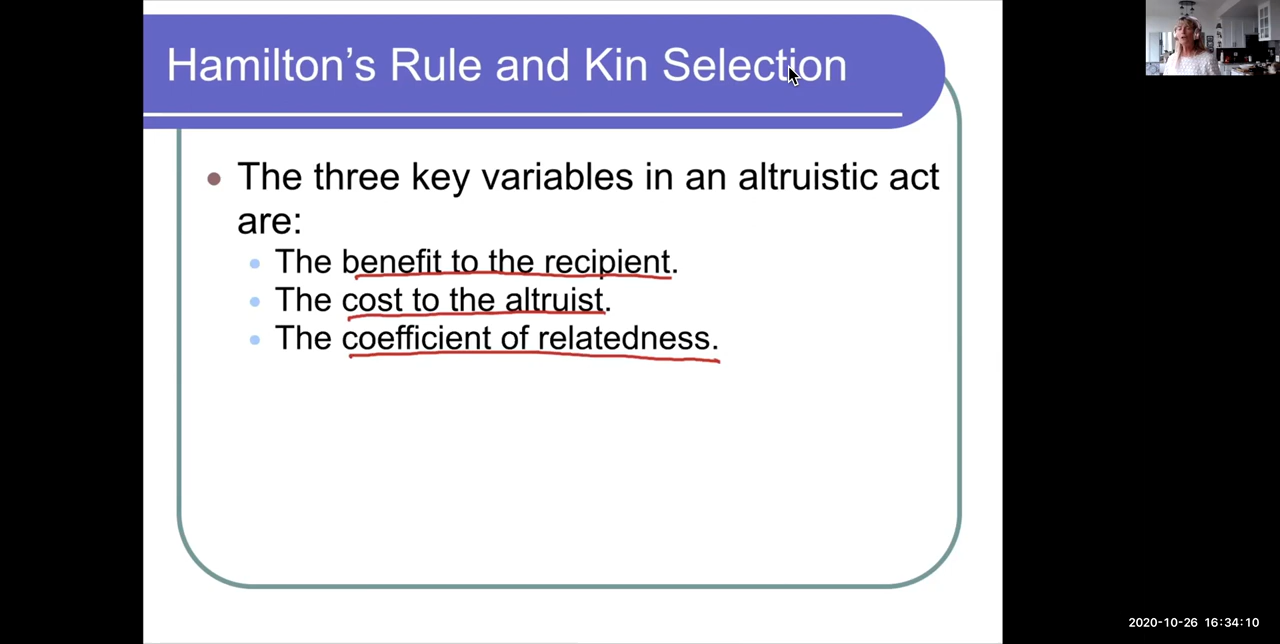 Hamilton’s Rule and Kin Selection
The three key variables in an altruistic act
are:
The benefit to the recipient.
The cost to the altruist.
The coefficient of relatedness.
2020-10-26 16:34:10